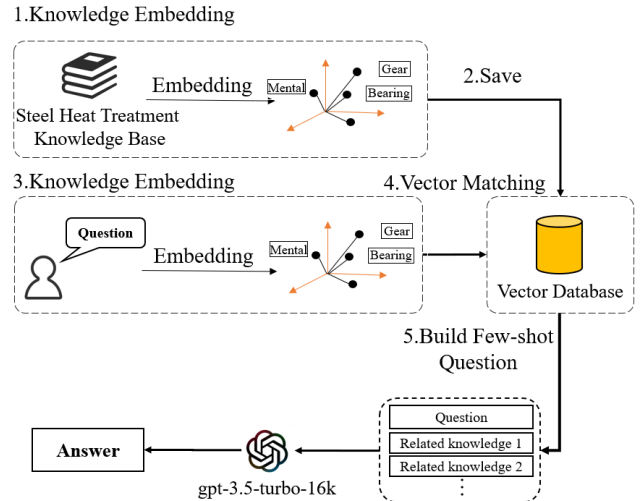 1.Knowledge Embedding
Steel Heat Treatment
Knowledge Base
Embedding
Mental
Gear
Bearing
2.Save
3.Knowledge Embedding
Question
Embedding
Mental
Gear
Bearing
4.Vector Matching
Vector Database
5.Build Few-shot
Question
Question
Related knowledge 1
Related knowledge 2
⋮
gpt-3.5-turbo-16k
Answer